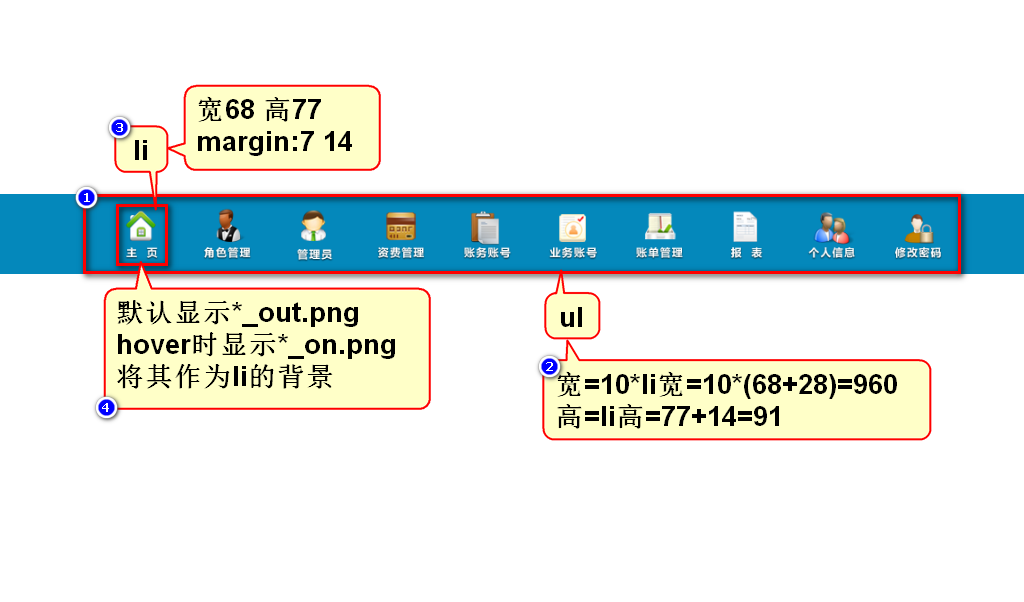 宽68 高77
margin:7 14
3
li
1
主 页
角色管理
管理员
资费管理
账务账号
业务账号
账单管理
报 表
个人信息
修改密码
默认显示*_out.png
hover时显示*_on.png
将其作为li的背景
4
ul
2
宽=10*li宽=10*(68+28)=960
高=li高=77+14=91